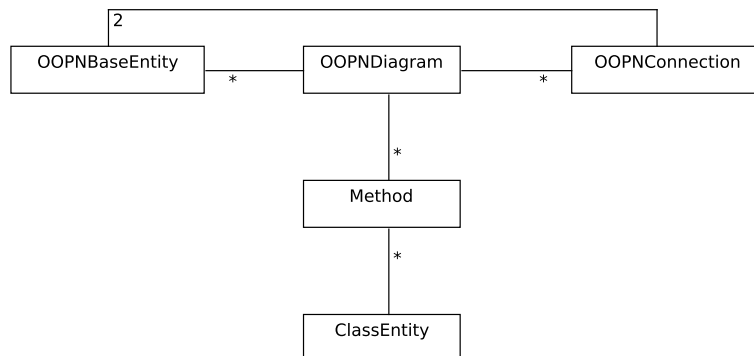 2
OOPNBaseEntity
OOPNDiagram
OOPNConnection
*
*
*
Method
*
ClassEntity